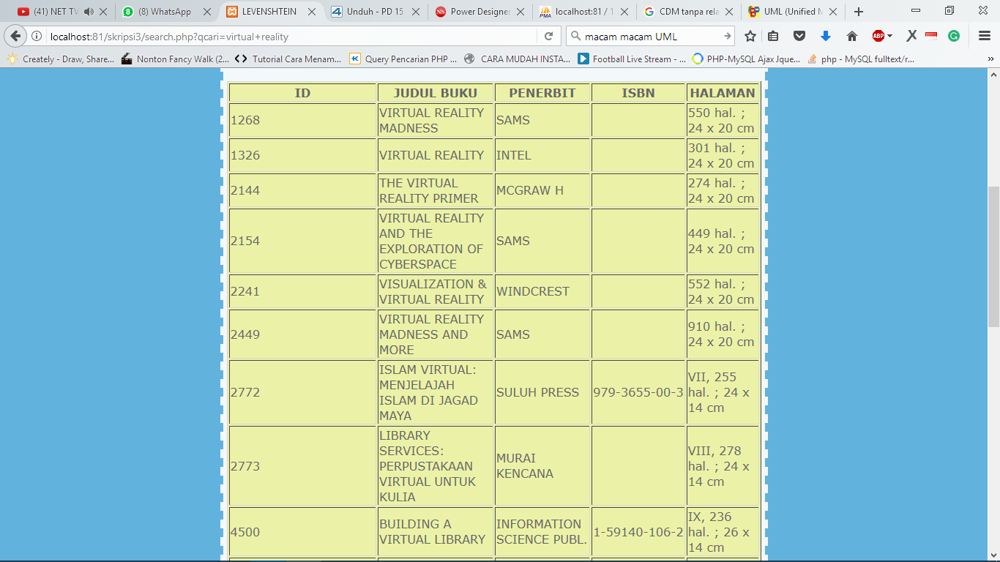 (41) NET TV
(8) WhatsApp
LEVENSHTEIN
Unduh - PD 15
Power Designer
localhost:81 / 1
CDM tanpa rela
UML (Unified M
localhost:81/skripsi3/search.php?qcari=virtual+reality
macam macam UML
Creately - Draw, Share...
Nonton Fancy Walk (2...
Tutorial Cara Menam...
Query Pencarian PHP ...
CARA MUDAH INSTA...
Football Live Stream - ...
PHP-MySQL Ajax Jque...
php - MySQL fulltext/r...
ID JUDUL BUKU PENERBIT ISBN HALAMAN
1268
VIRTUAL REALITY
MADNESS
SAMS
550 hal. ;
24 x 20 cm
1326
VIRTUAL REALITY
INTEL
301 hal. ;
24 x 20 cm
2144
THE VIRTUAL
REALITY PRIMER
MCGRAW H
274 hal. ;
24 x 20 cm
2154
VIRTUAL REALITY
AND THE
EXPLORATION OF
CYBERSPACE
SAMS
449 hal. ;
24 x 20 cm
2241
VISUALIZATION &
VIRTUAL REALITY
WINDCREST
552 hal. ;
24 x 20 cm
2449
VIRTUAL REALITY
MADNESS AND
MORE
SAMS
910 hal. ;
24 x 20 cm
2772
ISLAM VIRTUAL:
MENJELAJAH
ISLAM DI JAGAD
MAYA
SULUH PRESS
979-3655-00-3
VII, 255
hal. ; 24 x
14 cm
2773
LIBRARY
SERVICES:
PERPUSTAKAAN
VIRTUAL UNTUK
KULIA
MURAI
KENCANA
VIII, 278
hal. ; 24 x
14 cm
4500
BUILDING A
VIRTUAL LIBRARY
INFORMATION
SCIENCE PUBL.
1-59140-106-2
IX, 236
hal. ; 26 x
14 cm